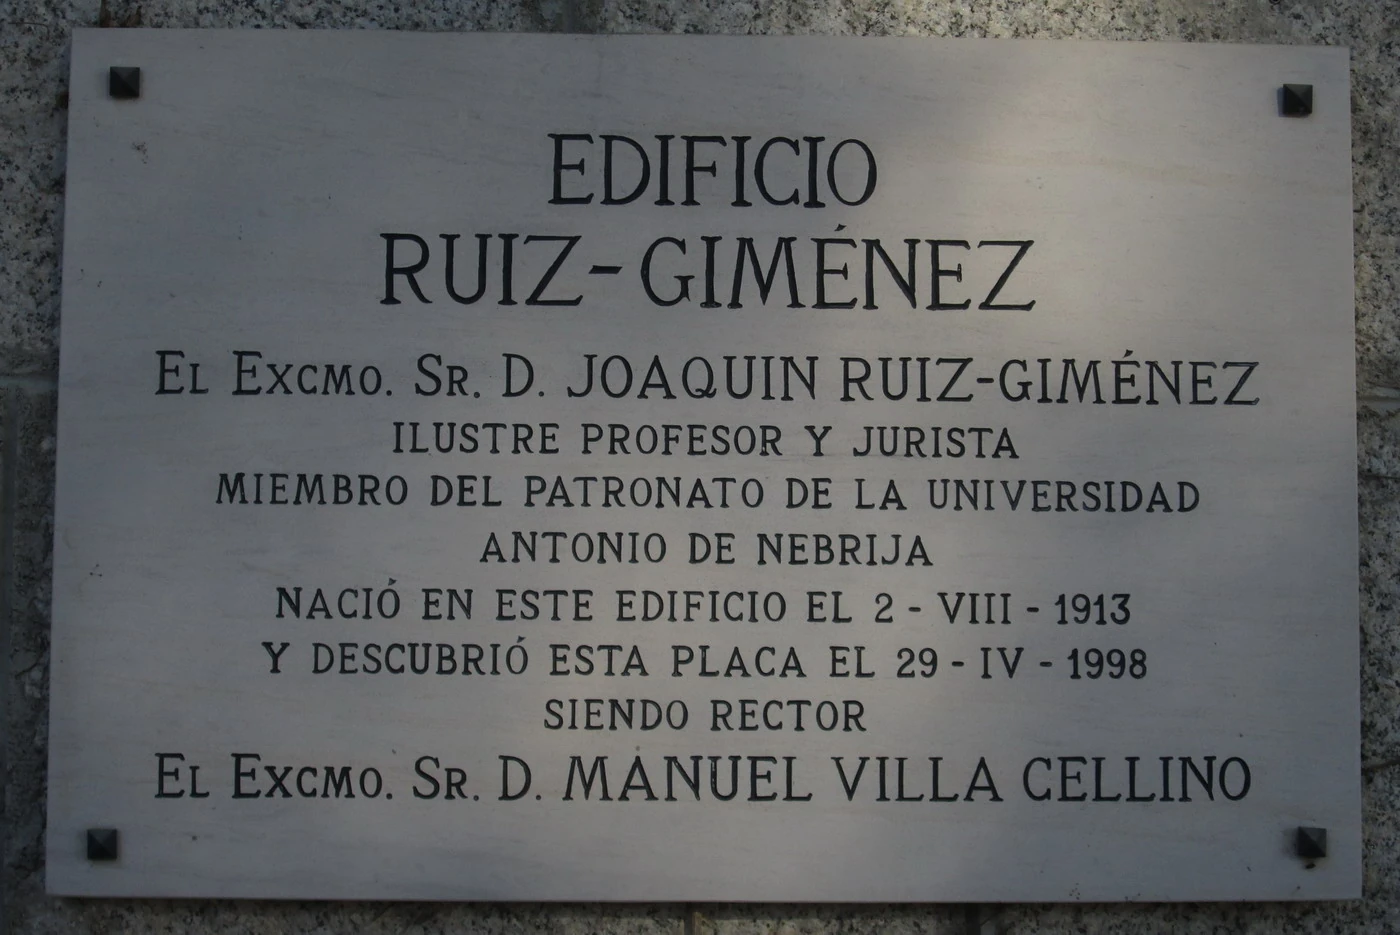 EDIFICIO
RUIZ-GIMÉNEZ
EL EXCMO. SR. D. JOAQUIN RUIZ-GIMÉNEZ
ILUSTRE PROFESOR Y JURISTA
MIEMBRO DEL PATRONATO DE LA UNIVERSIDAD
ANTONIO DE NEBRIJA
NACIÓ EN ESTE EDIFICIO EL 2 - VIII - 1913
Y DESCUBRIÓ ESTA PLACA EL 29 - IV - 1998
SIENDO RECTOR
EL EXCMO. SR. D. MANUEL VILLA CELLINO